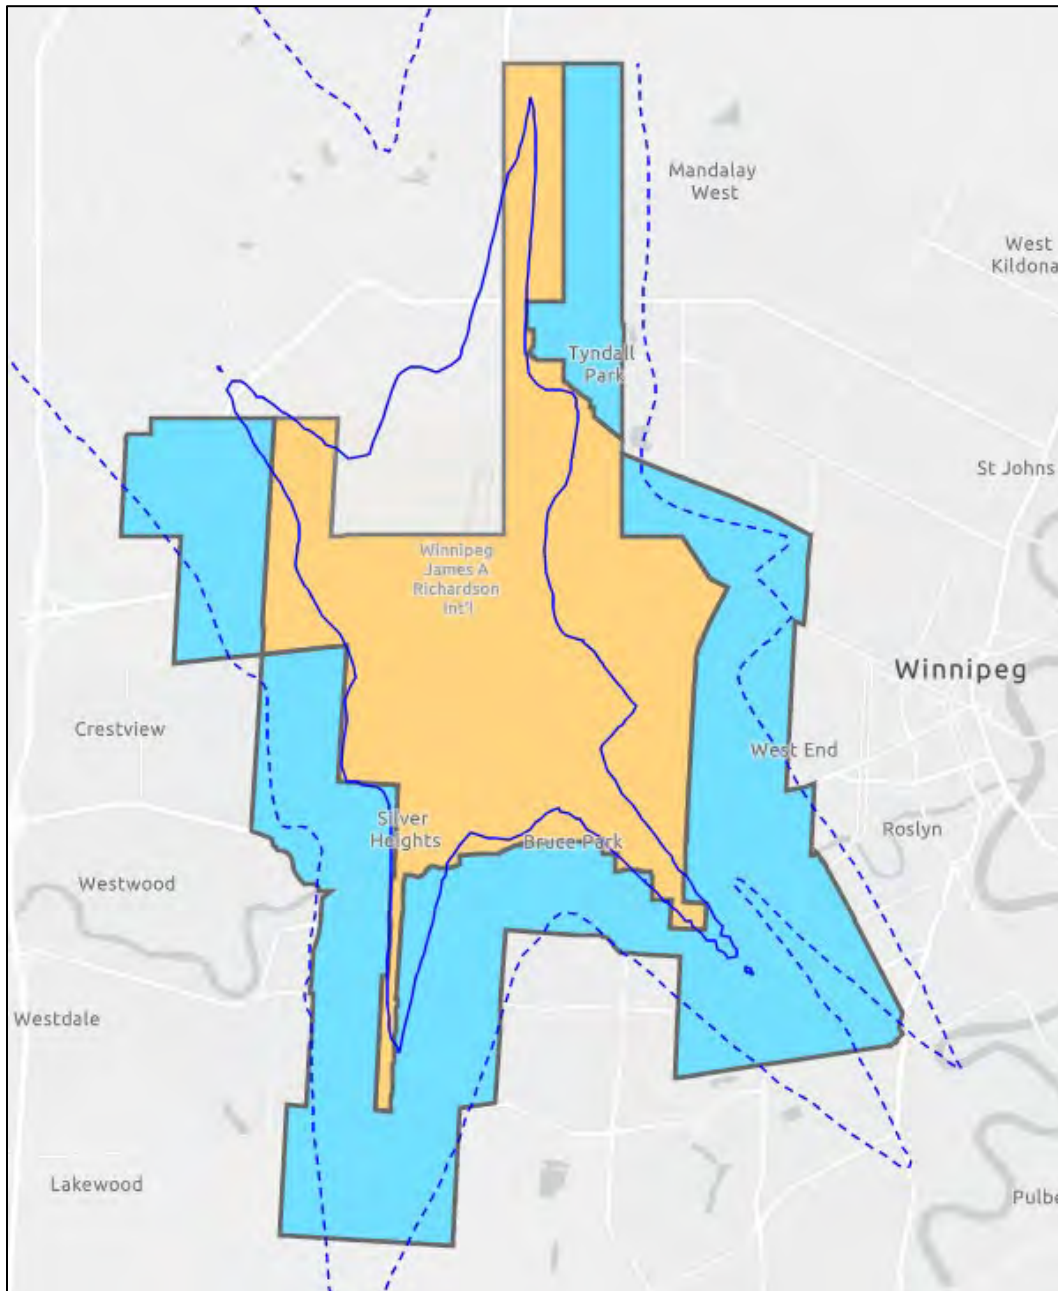 Mandalay
West
West
Kildona
Tyndall
Park
St Johns
Winnipeg
James A
Richardson
Int'l
Winnipeg
Crestview
West End
Silver
Heights
Bruce Park
Roslyn
Westwood
Westdale
Lakewood
Pulbe